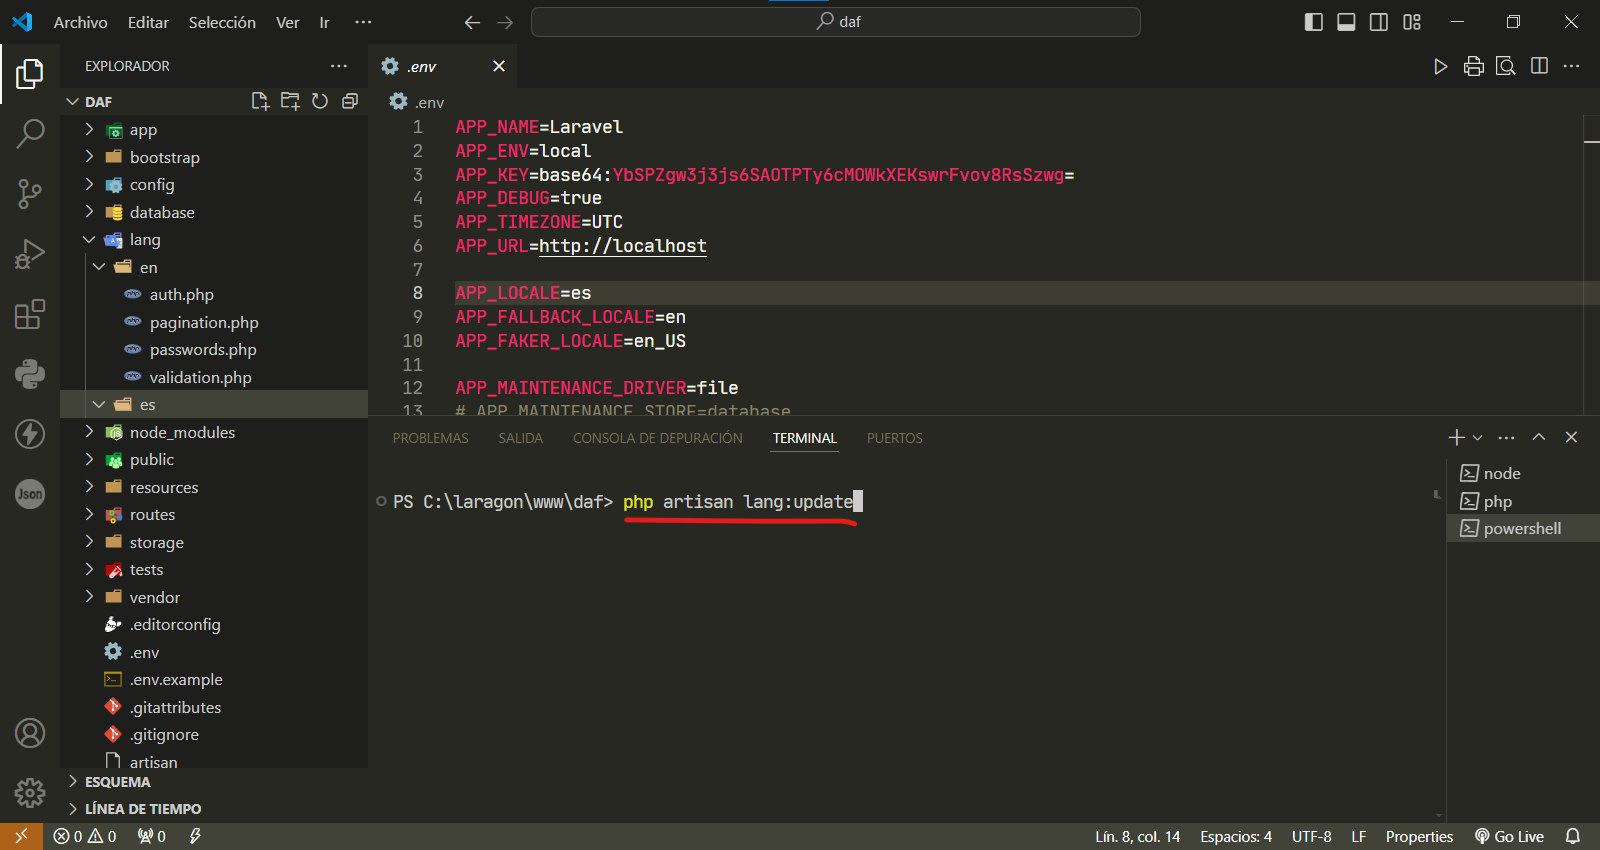 Archivo Editar Selección Ver Ir ···
daf
EXPLORADOR
DAF
app
bootstrap
config
database
lang
en
auth.php
pagination.php
passwords.php
validation.php
es
node_modules
public
resources
routes
storage
tests
vendor
.editorconfig
.env
.env.example
.gitattributes
.gitignore
artisan
ESQUEMA
LÍNEA DE TIEMPO
.env
.env
1 APP_NAME=Laravel
2 APP_ENV=local
3 APP_KEY=base64:YbSPZgw3j3js6SAOTPTy6cMOWkXEKswrFvov8RsSzwg=
4 APP_DEBUG=true
5 APP_TIMEZONE=UTC
6 APP_URL=http://localhost
7
8 APP_LOCALE=es
9 APP_FALLBACK_LOCALE=en
10 APP_FAKER_LOCALE=en_US
11
12 APP_MAINTENANCE_DRIVER=file
13 # APP_MAINTENANCE_STORE=database
PROBLEMAS SALIDA CONSOLA DE DEPURACIÓN TERMINAL PUERTOS
PS C:\laragon\www\daf> php artisan lang:update
node
php
powershell
Json
0 0 0
Lín. 8, col. 14 Espacios: 4 UTF-8 LF Properties Go Live